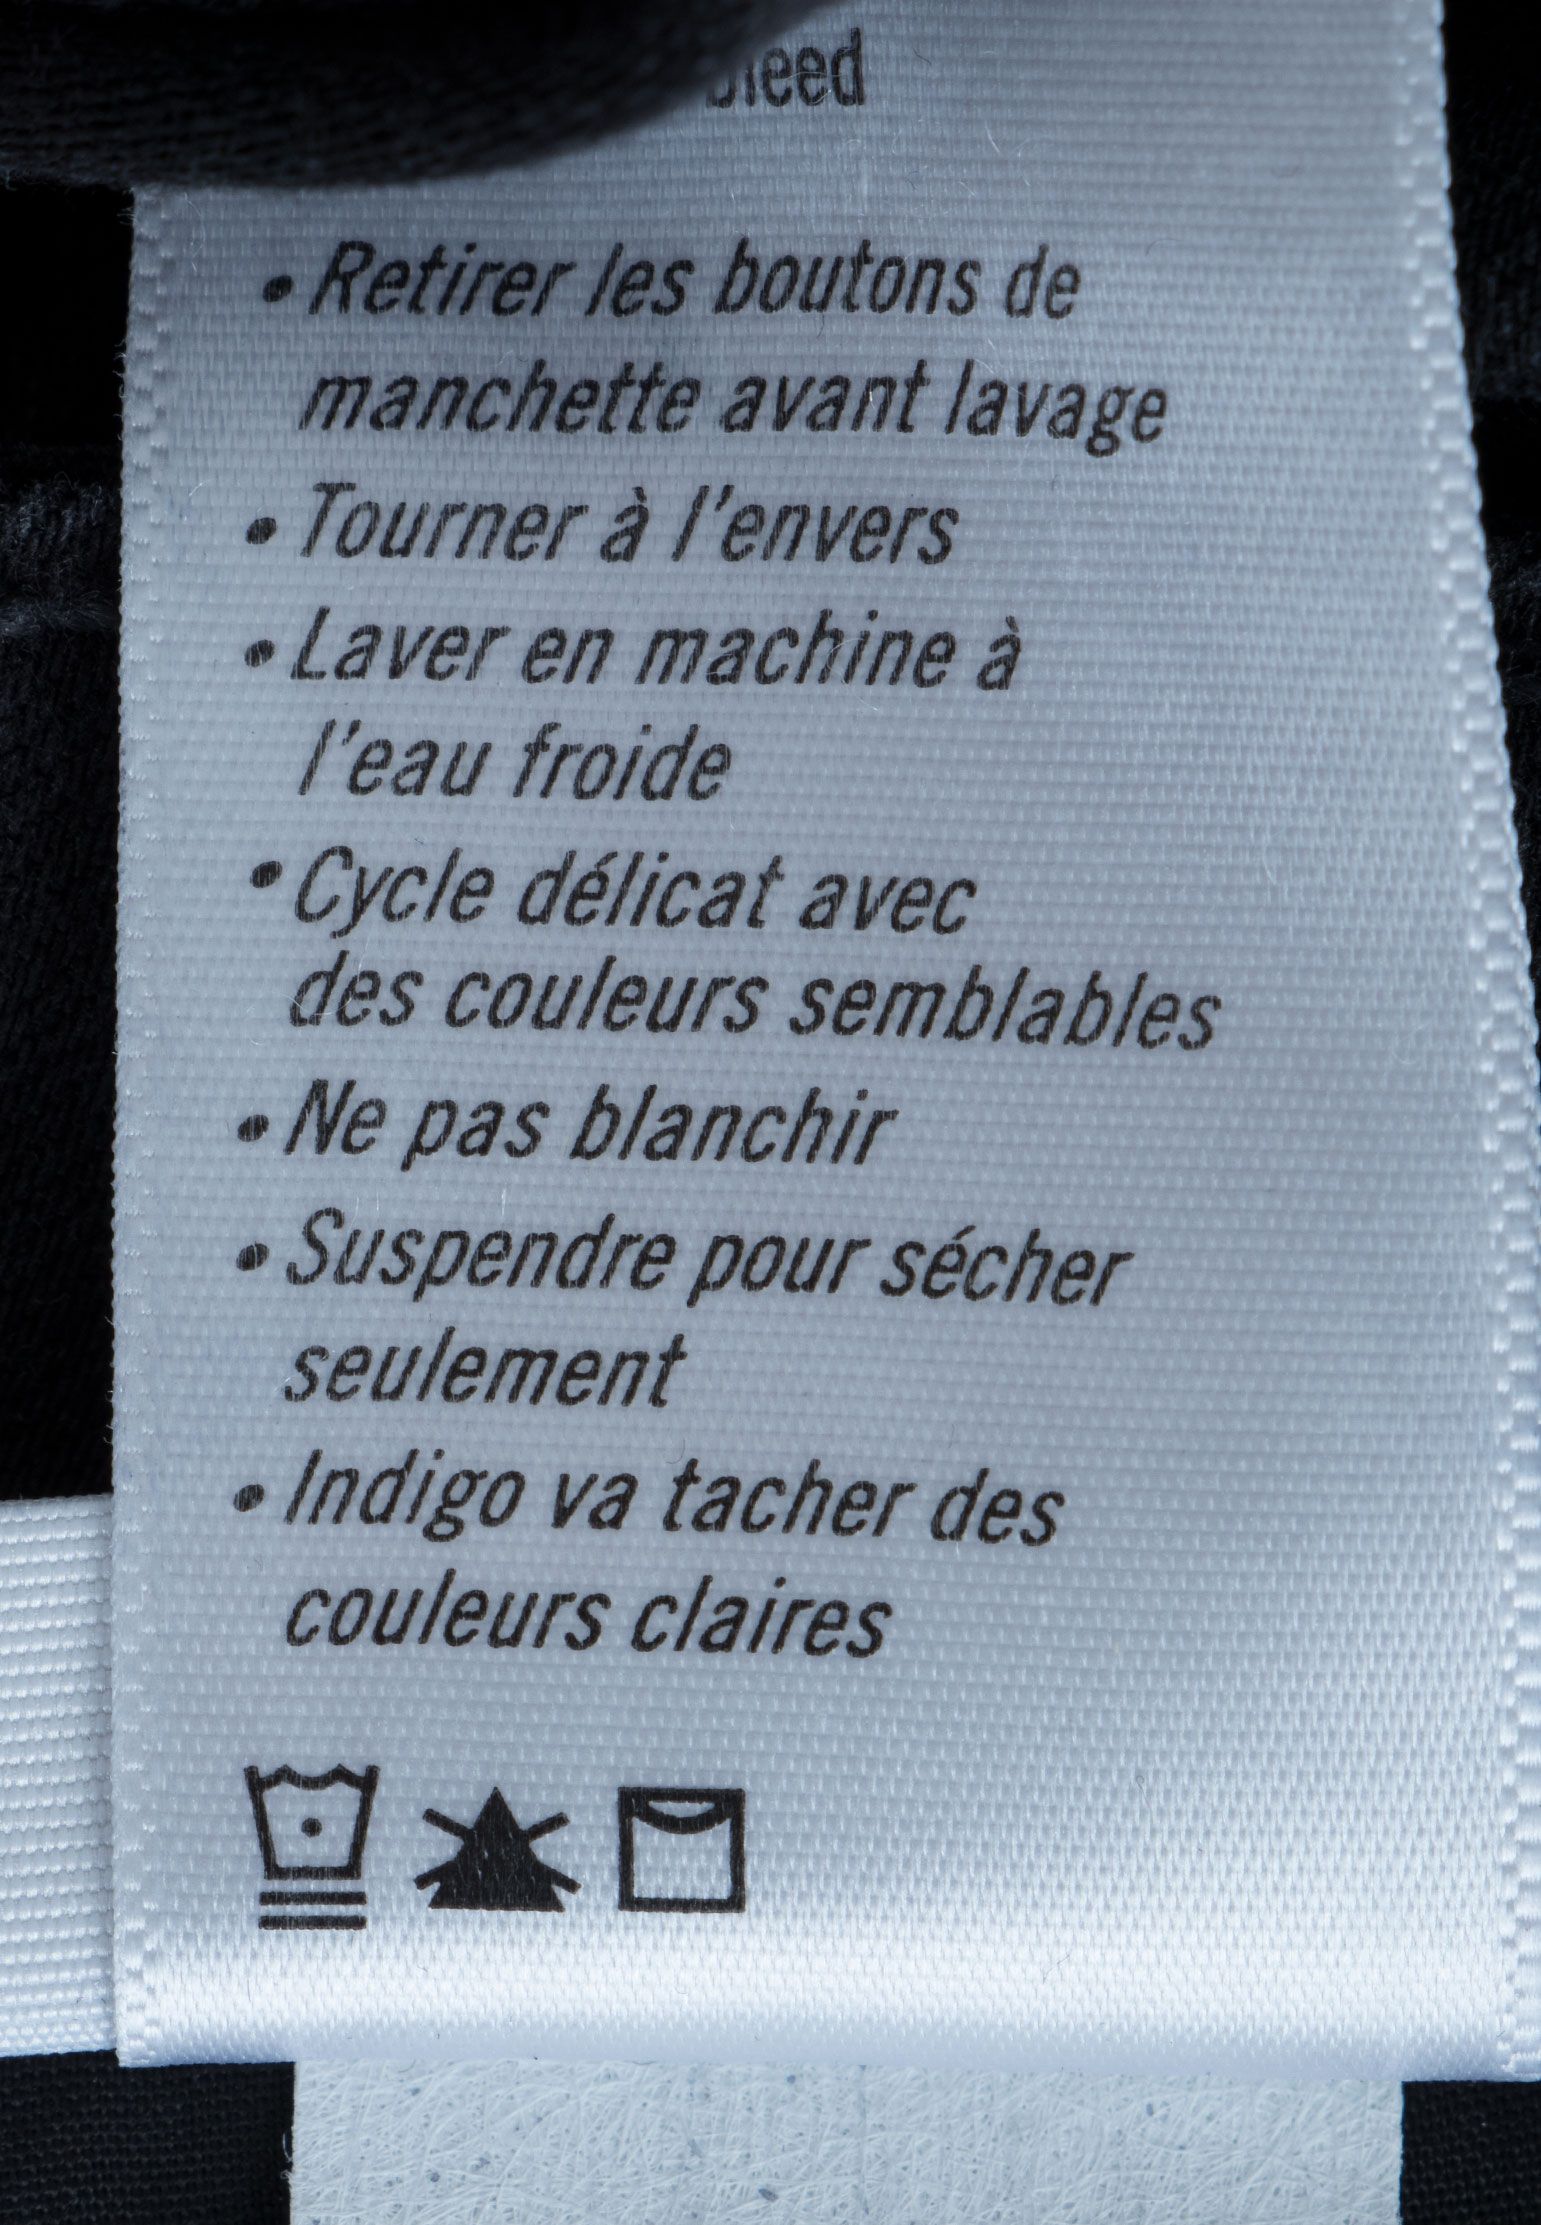 • Retirer les boutons de
manchette avant lavage
• Tourner à l'envers
• Laver en machine à
l'eau froide
• Cycle délicat avec
des couleurs semblables
• Ne pas blanchir
• Suspendre pour sécher
seulement
• Indigo va tacher des
couleurs claires